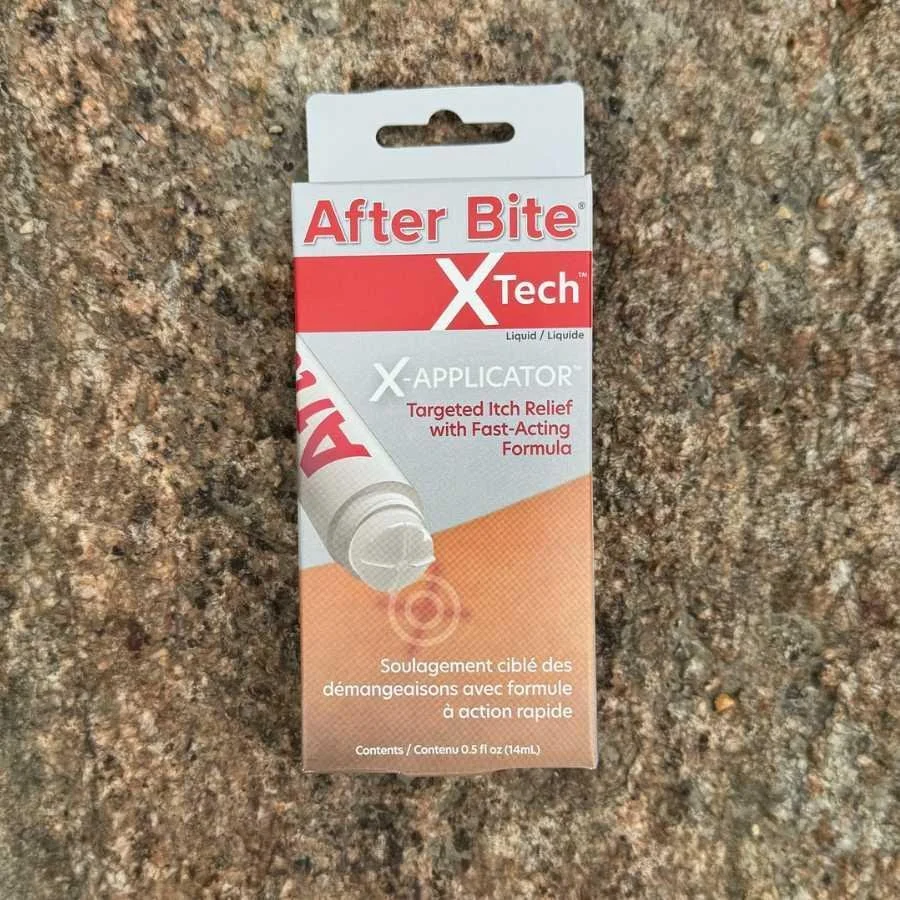 After Bite®
X Tech™
Liquid / Liquide
X-APPLICATOR™
Targeted Itch Relief
with Fast-Acting
Formula
Soulagement ciblé des
démangeaisons avec formule
à action rapide
Contents / Contenu 0.5 fl oz (14mL)